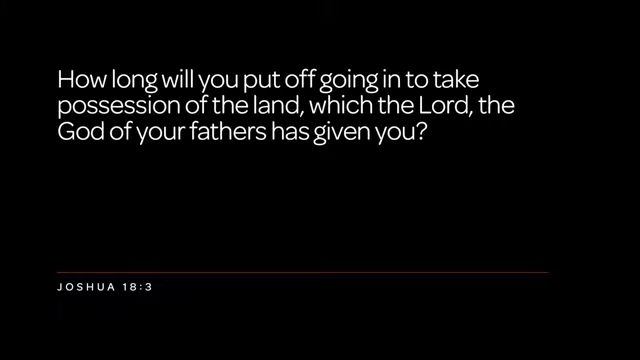 How long will you put off going in to take
possession of the land, which the Lord, the
God of your fathers has given you?
JOSHUA 18:3